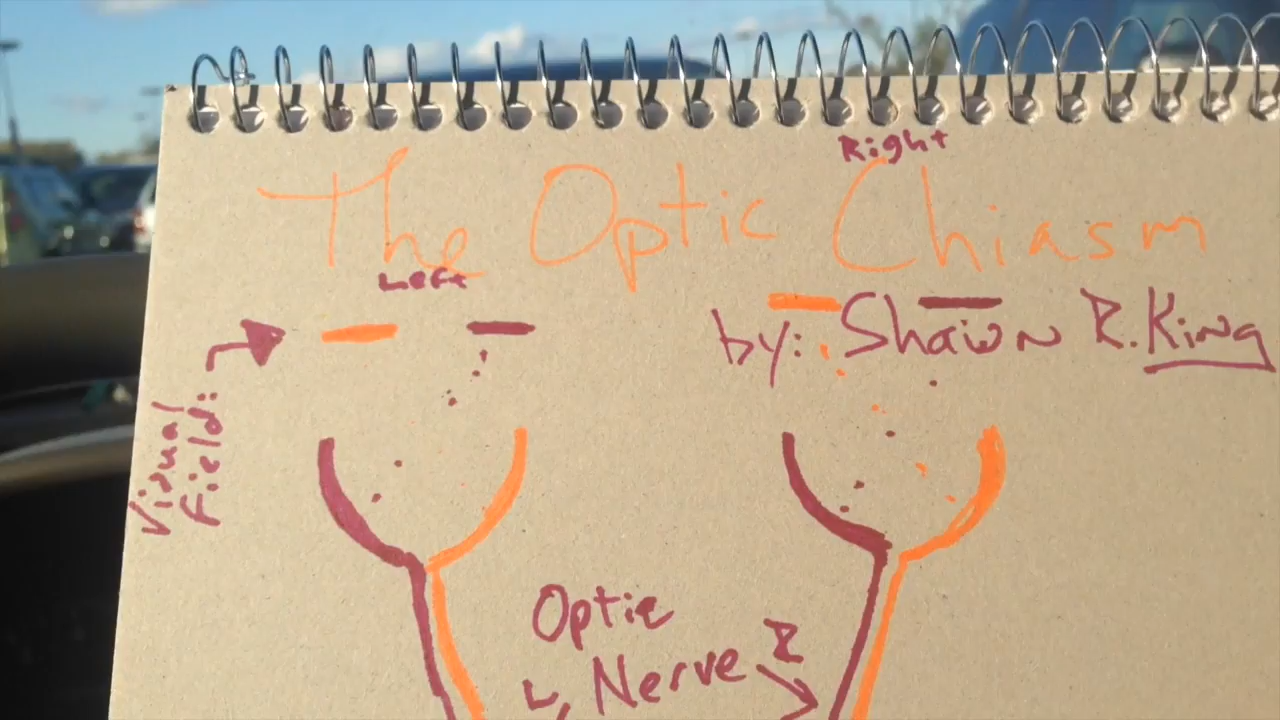 Right
The Optic Chiasm
Left
by: Shawn R. King
Visual
Field:
Optic
L, Nerve R